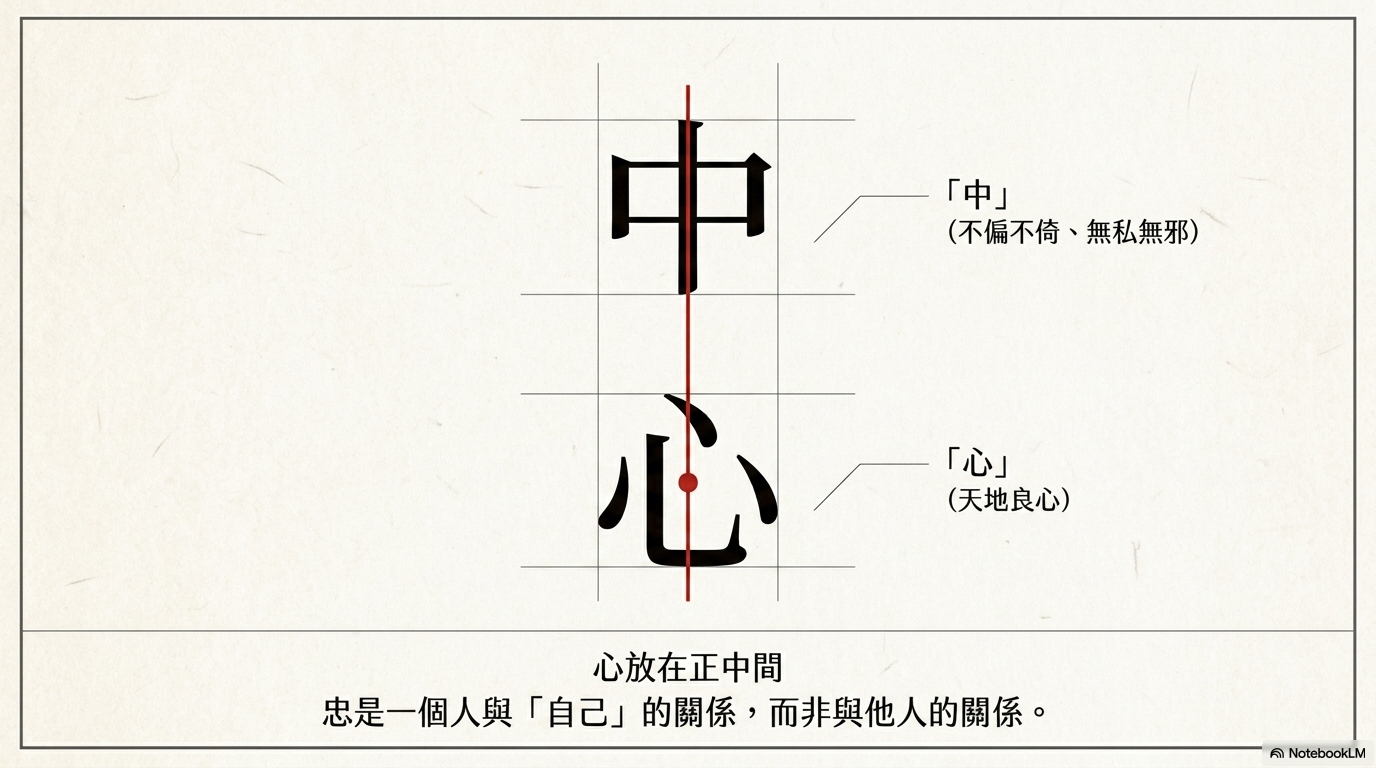 中
「中」
（不偏不倚、無私無邪）
心
「心」
（天地良心）
心放在正中間
忠是一個人與「自己」的關係，而非與他人的關係。
NotebookLM